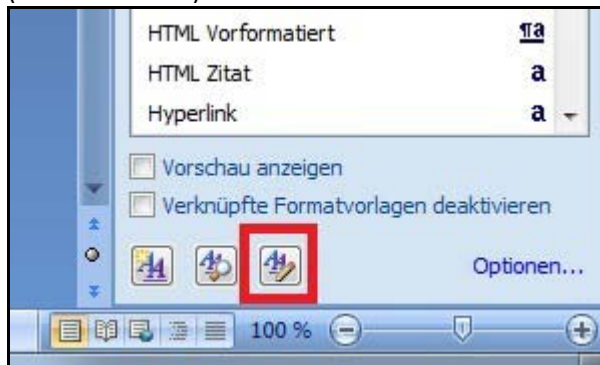 HTML Vorformatiert ¶a
HTML Zitat a
Hyperlink a
Vorschau anzeigen
Verknüpfte Formatvorlagen deaktivieren
Optionen...
100 %